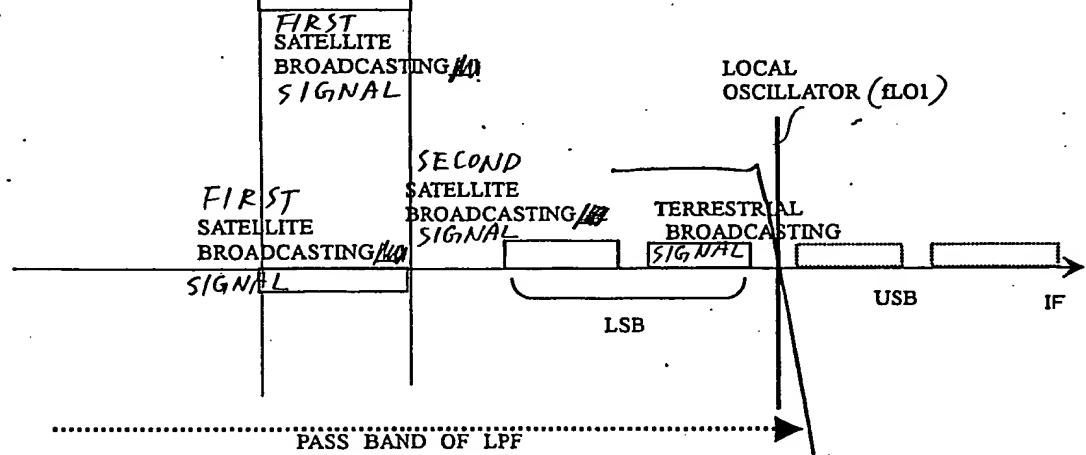 FIRST
SATELLITE
BROADCASTING
SIGNAL
LOCAL
OSCILLATOR (fLO1)
FIRST
SATELLITE
BROADCASTING
SIGNAL
SECOND
SATELLITE
BROADCASTING
SIGNAL
TERRESTRIAL
BROADCASTING
SIGNAL
LSB
USB
IF
PASS BAND OF LPF